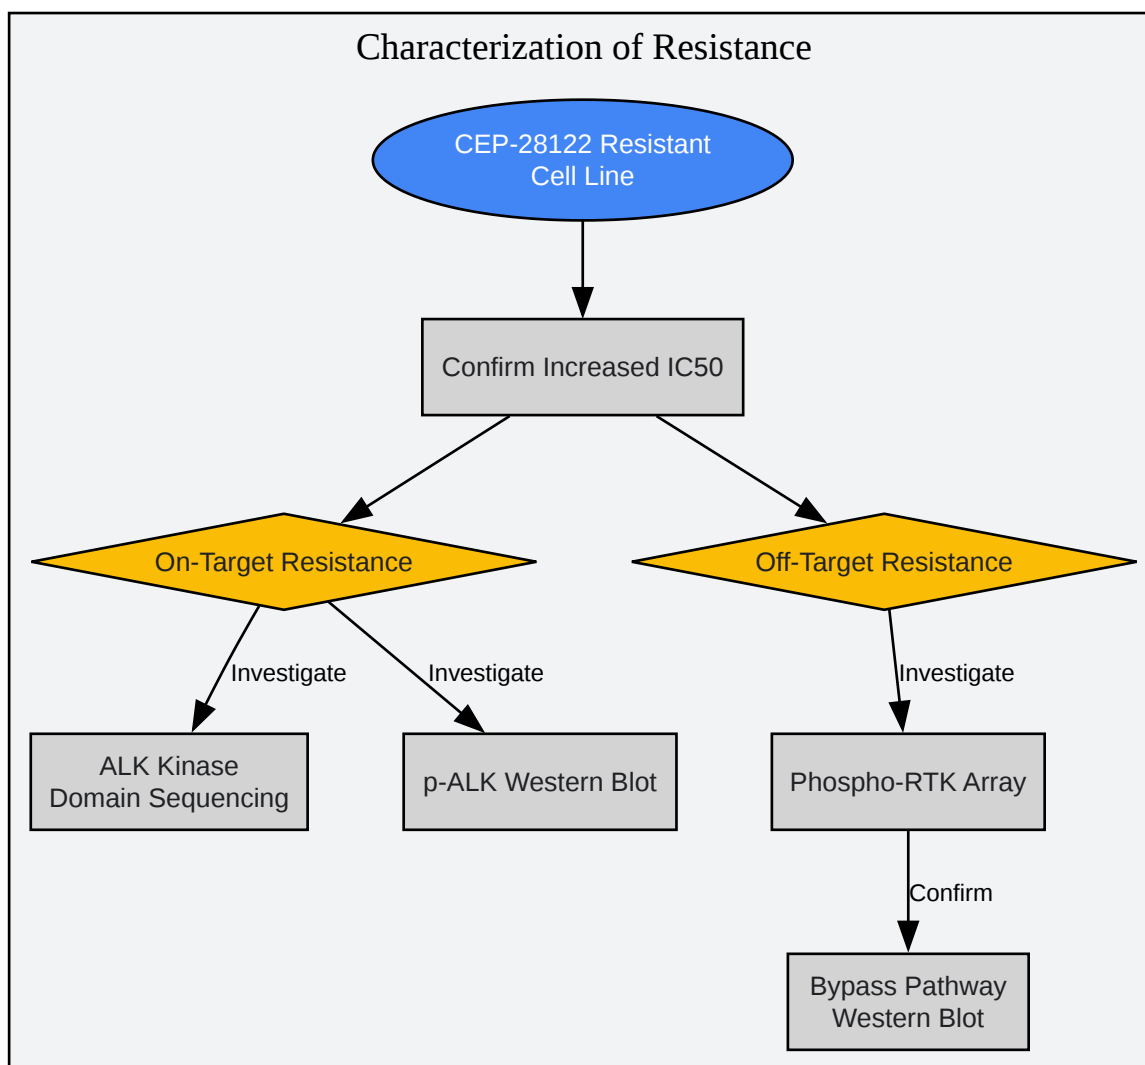 Characterization of Resistance
CEP-28122 Resistant
Cell Line
Confirm Increased IC50
On-Target Resistance
Off-Target Resistance
Investigate
Investigate
Investigate
ALK Kinase
Domain Sequencing
p-ALK Western Blot
Phospho-RTK Array
Confirm
Bypass Pathway
Western Blot